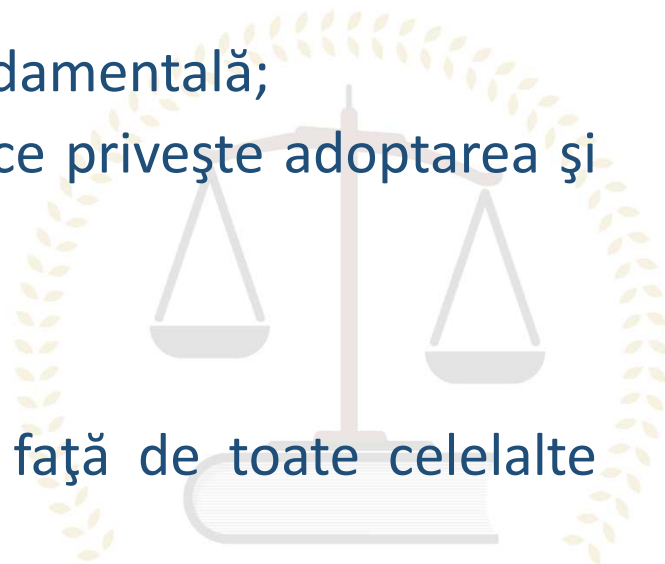 damentală;
ce priveşte adoptarea şi
faţă de toate celelalte